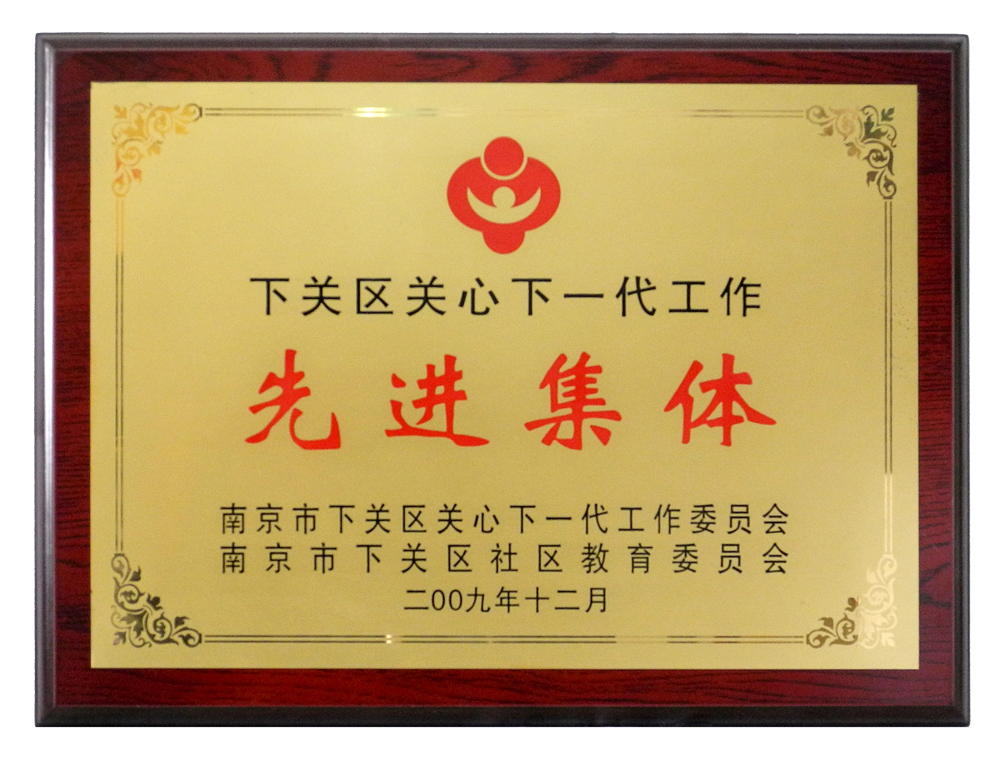 下关区关心下一代工作
先进集体
南京市下关区关心下一代工作委员会
南京市下关区社区教育委员会
二00九年十二月